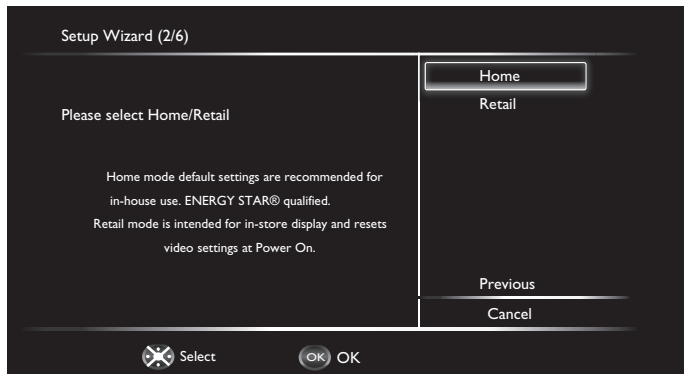 Setup Wizard (2/6)
Please select Home/Retail
Home mode default settings are recommended for
in-house use. ENERGY STAR® qualified.
Retail mode is intended for in-store display and resets
video settings at Power On.
Home
Retail
Previous
Cancel
Select
OK OK